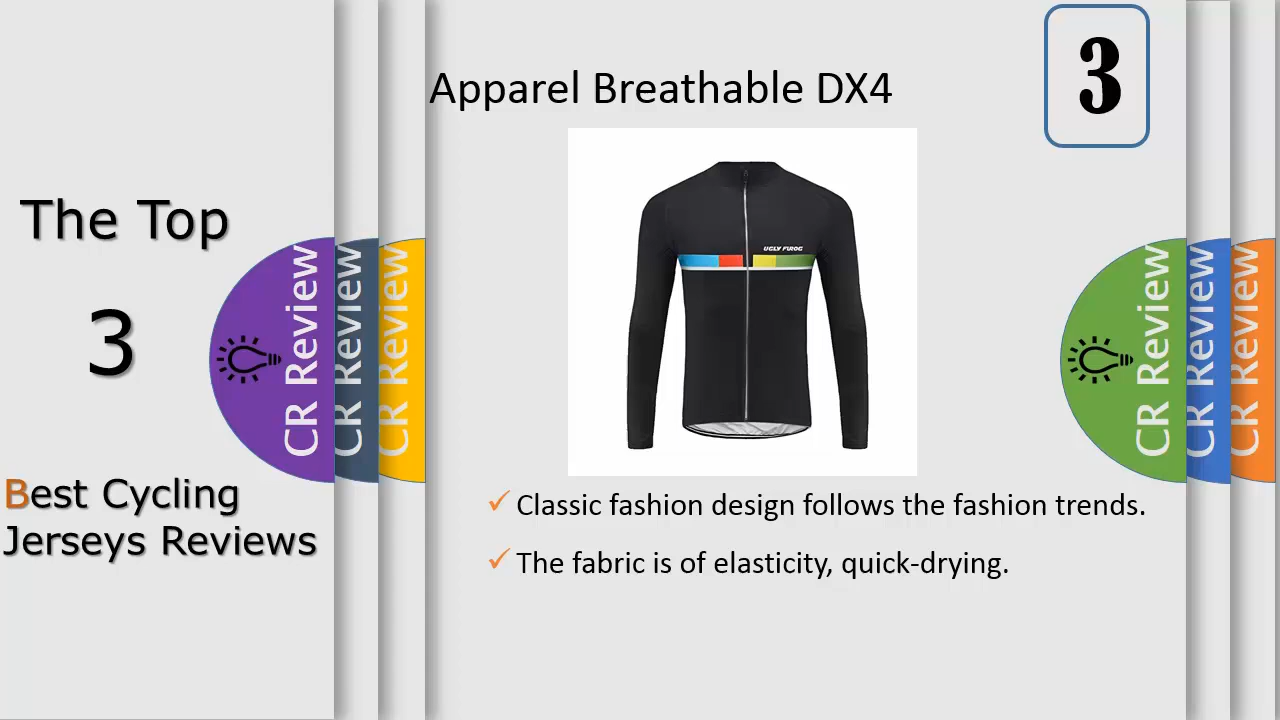 The Top
3
Best Cycling
Jerseys Reviews
CR Review
CR Review
CR Review
Apparel Breathable DX4
3
UGLY FROG
✓ Classic fashion design follows the fashion trends.
✓ The fabric is of elasticity, quick-drying.
CR Review
CR Review
CR Review